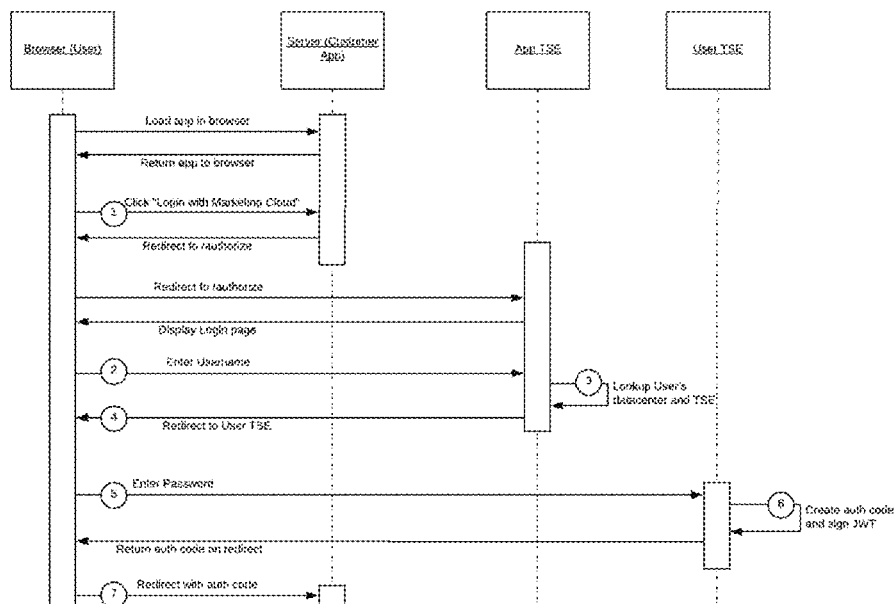 Browser (User)
Server (Customer
App)
App TSE
User TSE
Load app in browser
Return app to browser
Click "Login with Marketing Cloud"
1
Redirect to /authorize
Redirect to /authorize
Display Login page
Enter Username
2
3
Lookup User's
datacenter and TSE
4
Redirect to User TSE
Enter Password
5
6
Create auth code
and sign JWT
Return auth code on redirect
Redirect with auth code
7